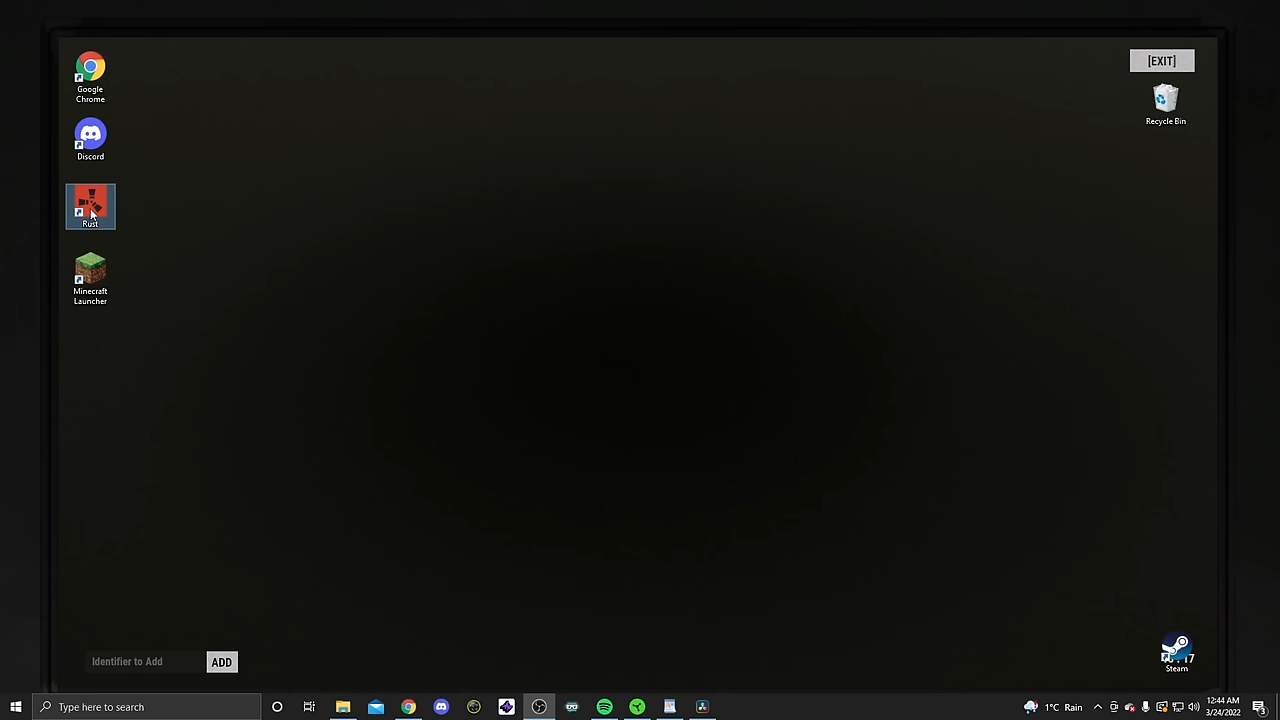 Google
Chrome
[EXIT]
Recycle Bin
Discord
Rust
Minecraft
Launcher
Identifier to Add
ADD
Steam
Type here to search
1°C Rain
12:44 AM
3/24/2022